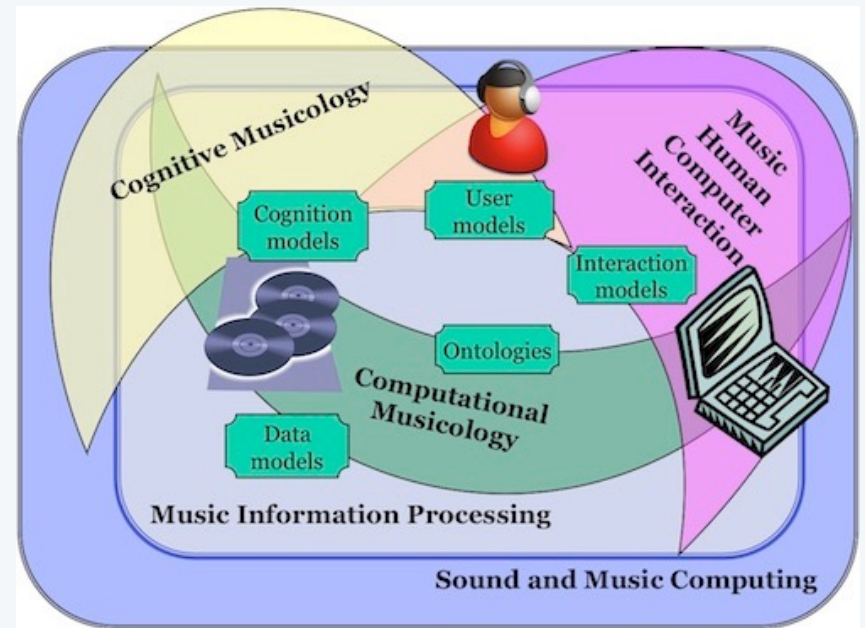 Cognitive Musicology
Music
Human
Computer
Interaction
Cognition
models
User
models
Interaction
models
Ontologies
Computational
Musicology
Data
models
Music Information Processing
Sound and Music Computing